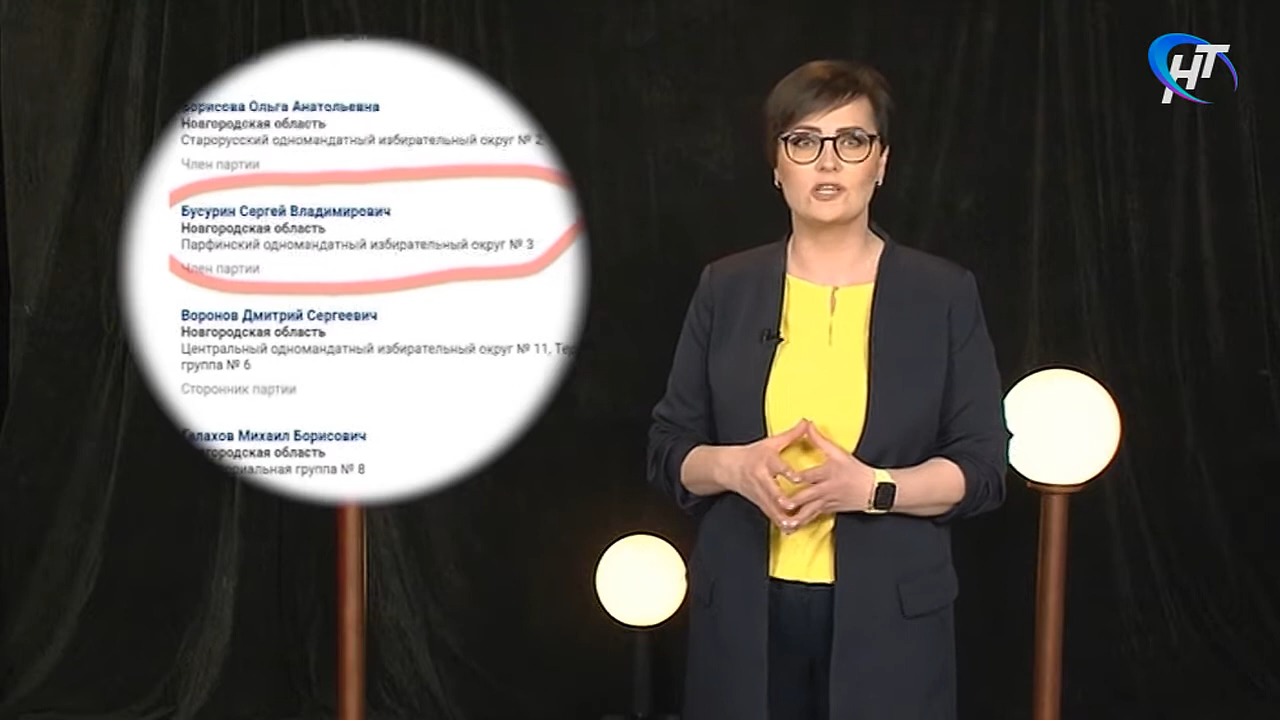 Борисова Ольга Анатольевна
Новгородская область
Старорусский одномандатный избирательный округ № 2
Член партии
Бусурин Сергей Владимирович
Новгородская область
Парфинский одномандатный избирательный округ № 3
Член партии
Воронов Дмитрий Сергеевич
Новгородская область
Центральный одномандатный избирательный округ № 11,
группа № 6
Сторонник партии
Михаил Борисович
область
группа № 8
НТ